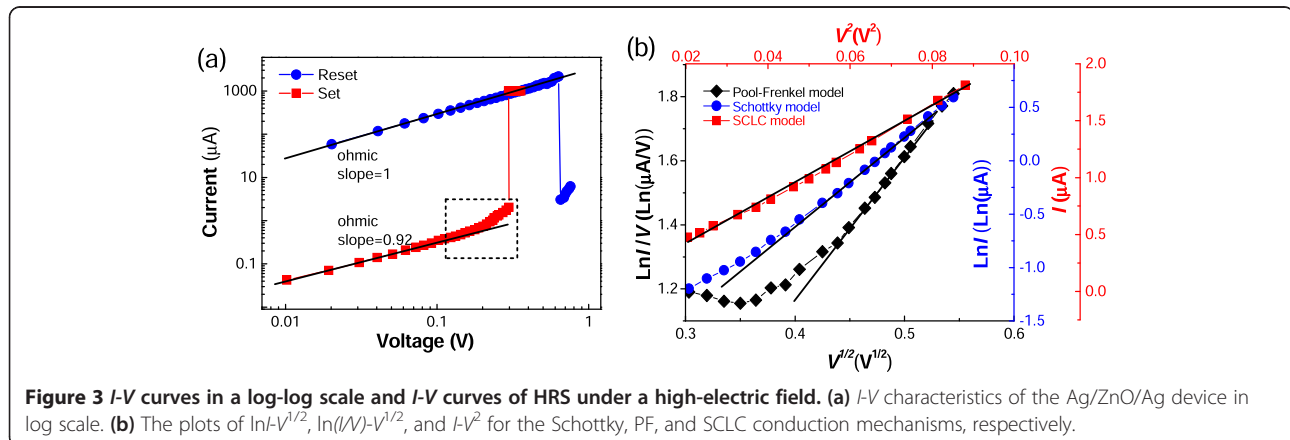 (a)
Reset
Set
1000
0.1
Current (μA)
ohmic
slope=1
ohmic
slope=0.92
0.01 0.1 1
Voltage (V)
(b)
V²(V²)
0.02 0.04 0.06 0.08 0.10
Pool-Frenkel model
Schottky model
SCLC model
1.8
1.6
1.4
1.2
LnI/V (Ln(μA/V))
0.3 0.4 0.5 0.6
V^1/2(V^1/2)
0.5
0.0
-0.5
-1.0
-1.5
LnI (Ln(μA))
2.0
1.5
1.0
0.5
0.0
I (μA)
Figure 3 I-V curves in a log-log scale and I-V curves of HRS under a high-electric field. (a) I-V characteristics of the Ag/ZnO/Ag device in
log scale. (b) The plots of lnI-V^1/2, ln(I/V)-V^1/2, and I-V² for the Schottky, PF, and SCLC conduction mechanisms, respectively.